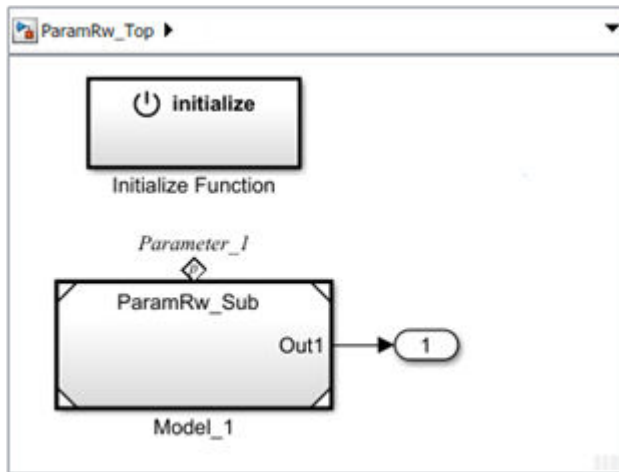 ParamRw_Top
initialize
Initialize Function
Parameter_1
P
ParamRw_Sub
Out1
1
Model_1